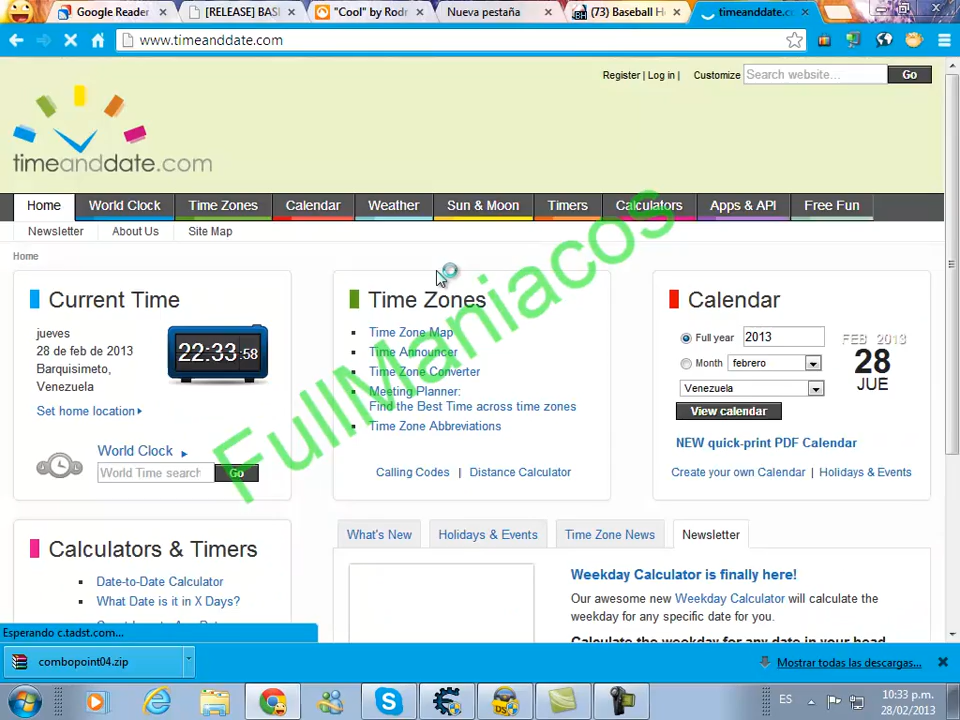 Google Reader
[RELEASE] BAS
"Cool" by Rodr
Nueva pestaña
(73) Baseball H
timeanddate.c
www.timeanddate.com
Register | Log in | Customize
Search website...
Go
timeanddate.com
Home
World Clock
Time Zones
Calendar
Weather
Sun & Moon
Timers
Calculators
Apps & API
Free Fun
Newsletter
About Us
Site Map
Home
Current Time
jueves
28 de feb de 2013
Barquisimeto,
Venezuela
22:33:58
Set home location
World Clock
World Time search
Go
Time Zones
Time Zone Map
Time Announcer
Time Zone Converter
Meeting Planner:
Find the Best Time across time zones
Time Zone Abbreviations
Calling Codes | Distance Calculator
Calendar
Full year 2013
Month febrero
Venezuela
View calendar
FEB 2013
28
JUE
NEW quick-print PDF Calendar
Create your own Calendar | Holidays & Events
FullManiacos
Calculators & Timers
Date-to-Date Calculator
What Date is it in X Days?
What's New
Holidays & Events
Time Zone News
Newsletter
Weekday Calculator is finally here!
Our awesome new Weekday Calculator will calculate the
weekday for any specific date for you.
Calculate the weekday for any date in your head
Esperando c.tadst.com...
combopoint04.zip
Mostrar todas las descargas...
ES
10:33 p.m.
28/02/2013